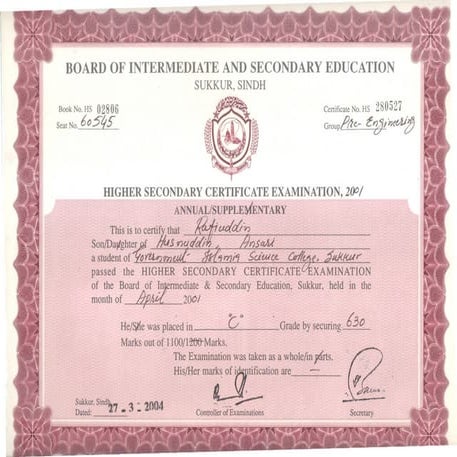 BOARD OF INTERMEDIATE AND SECONDARY EDUCATION
SUKKUR, SINDH
Book No. HS 02806
Certificate No. HS 280527
Seat No. 60545
Group Pre-Engineering
HIGHER SECONDARY CERTIFICATE EXAMINATION, 2001
ANNUAL/SUPPLEMENTARY
This is to certify that Rafiuddin
Son/Daughter of Husnuddin Ansari
a student of Government Islamia Science College, Sukkur
passed the HIGHER SECONDARY CERTIFICATE EXAMINATION
of the Board of Intermediate & Secondary Education, Sukkur, held in the
month of April 2001
He/She was placed in "C" Grade by securing 630
Marks out of 1100/1200 Marks.
The Examination was taken as a whole/in parts.
His/Her marks of identification are
Sukkur, Sindh
Dated: 27-3-2004
Controller of Examinations
Secretary